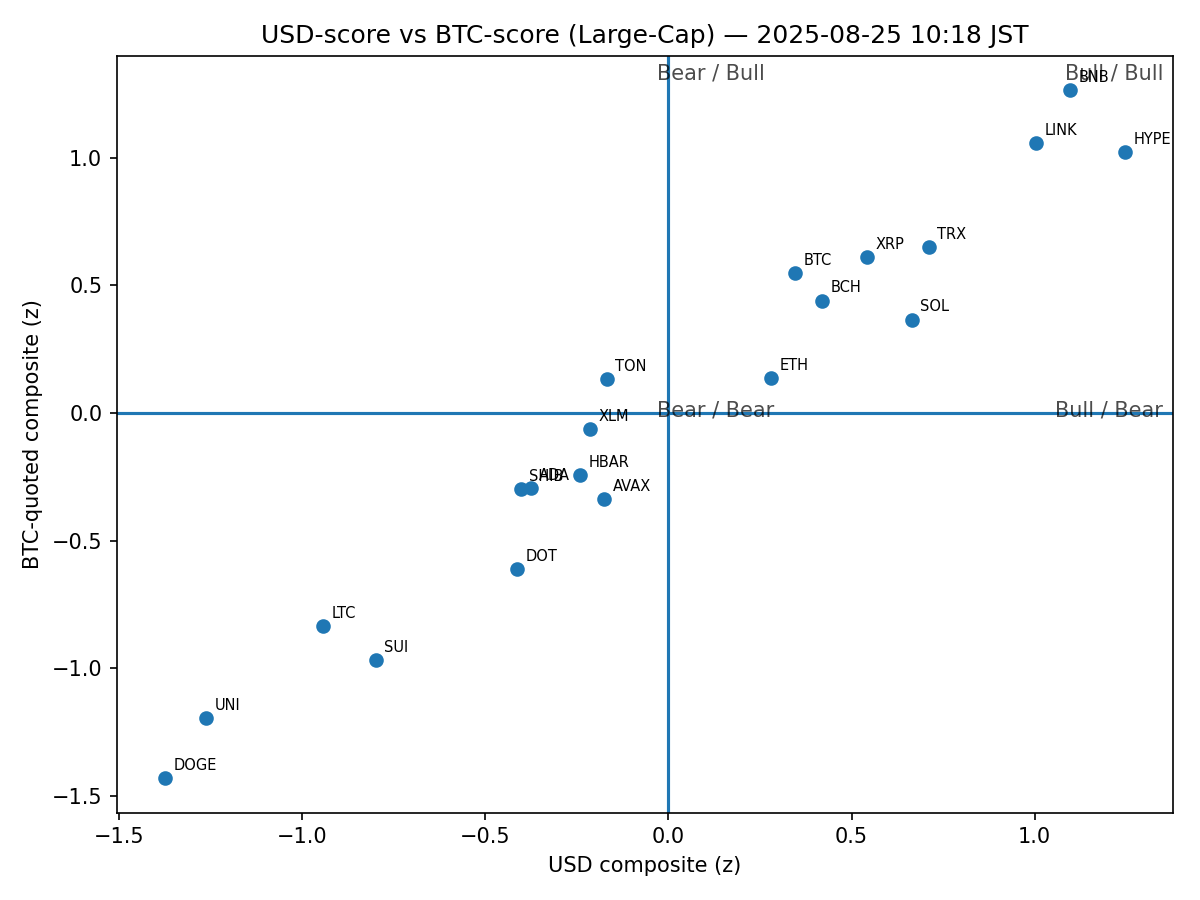 USD-score vs BTC-score (Large-Cap) — 2025-08-25 10:18 JST
Bear / Bull
Bull / Bull
BNB
LINK
HYPE
1.0
TRX
XRP
BTC
0.5
BCH
SOL
TON
ETH
0.0
Bear / Bear
Bull / Bear
XLM
HBAR
SHIB
ADA
AVAX
−0.5
DOT
LTC
SUI
−1.0
UNI
DOGE
−1.5
−1.5
−1.0
−0.5
0.0
0.5
1.0
USD composite (z)
BTC-quoted composite (z)